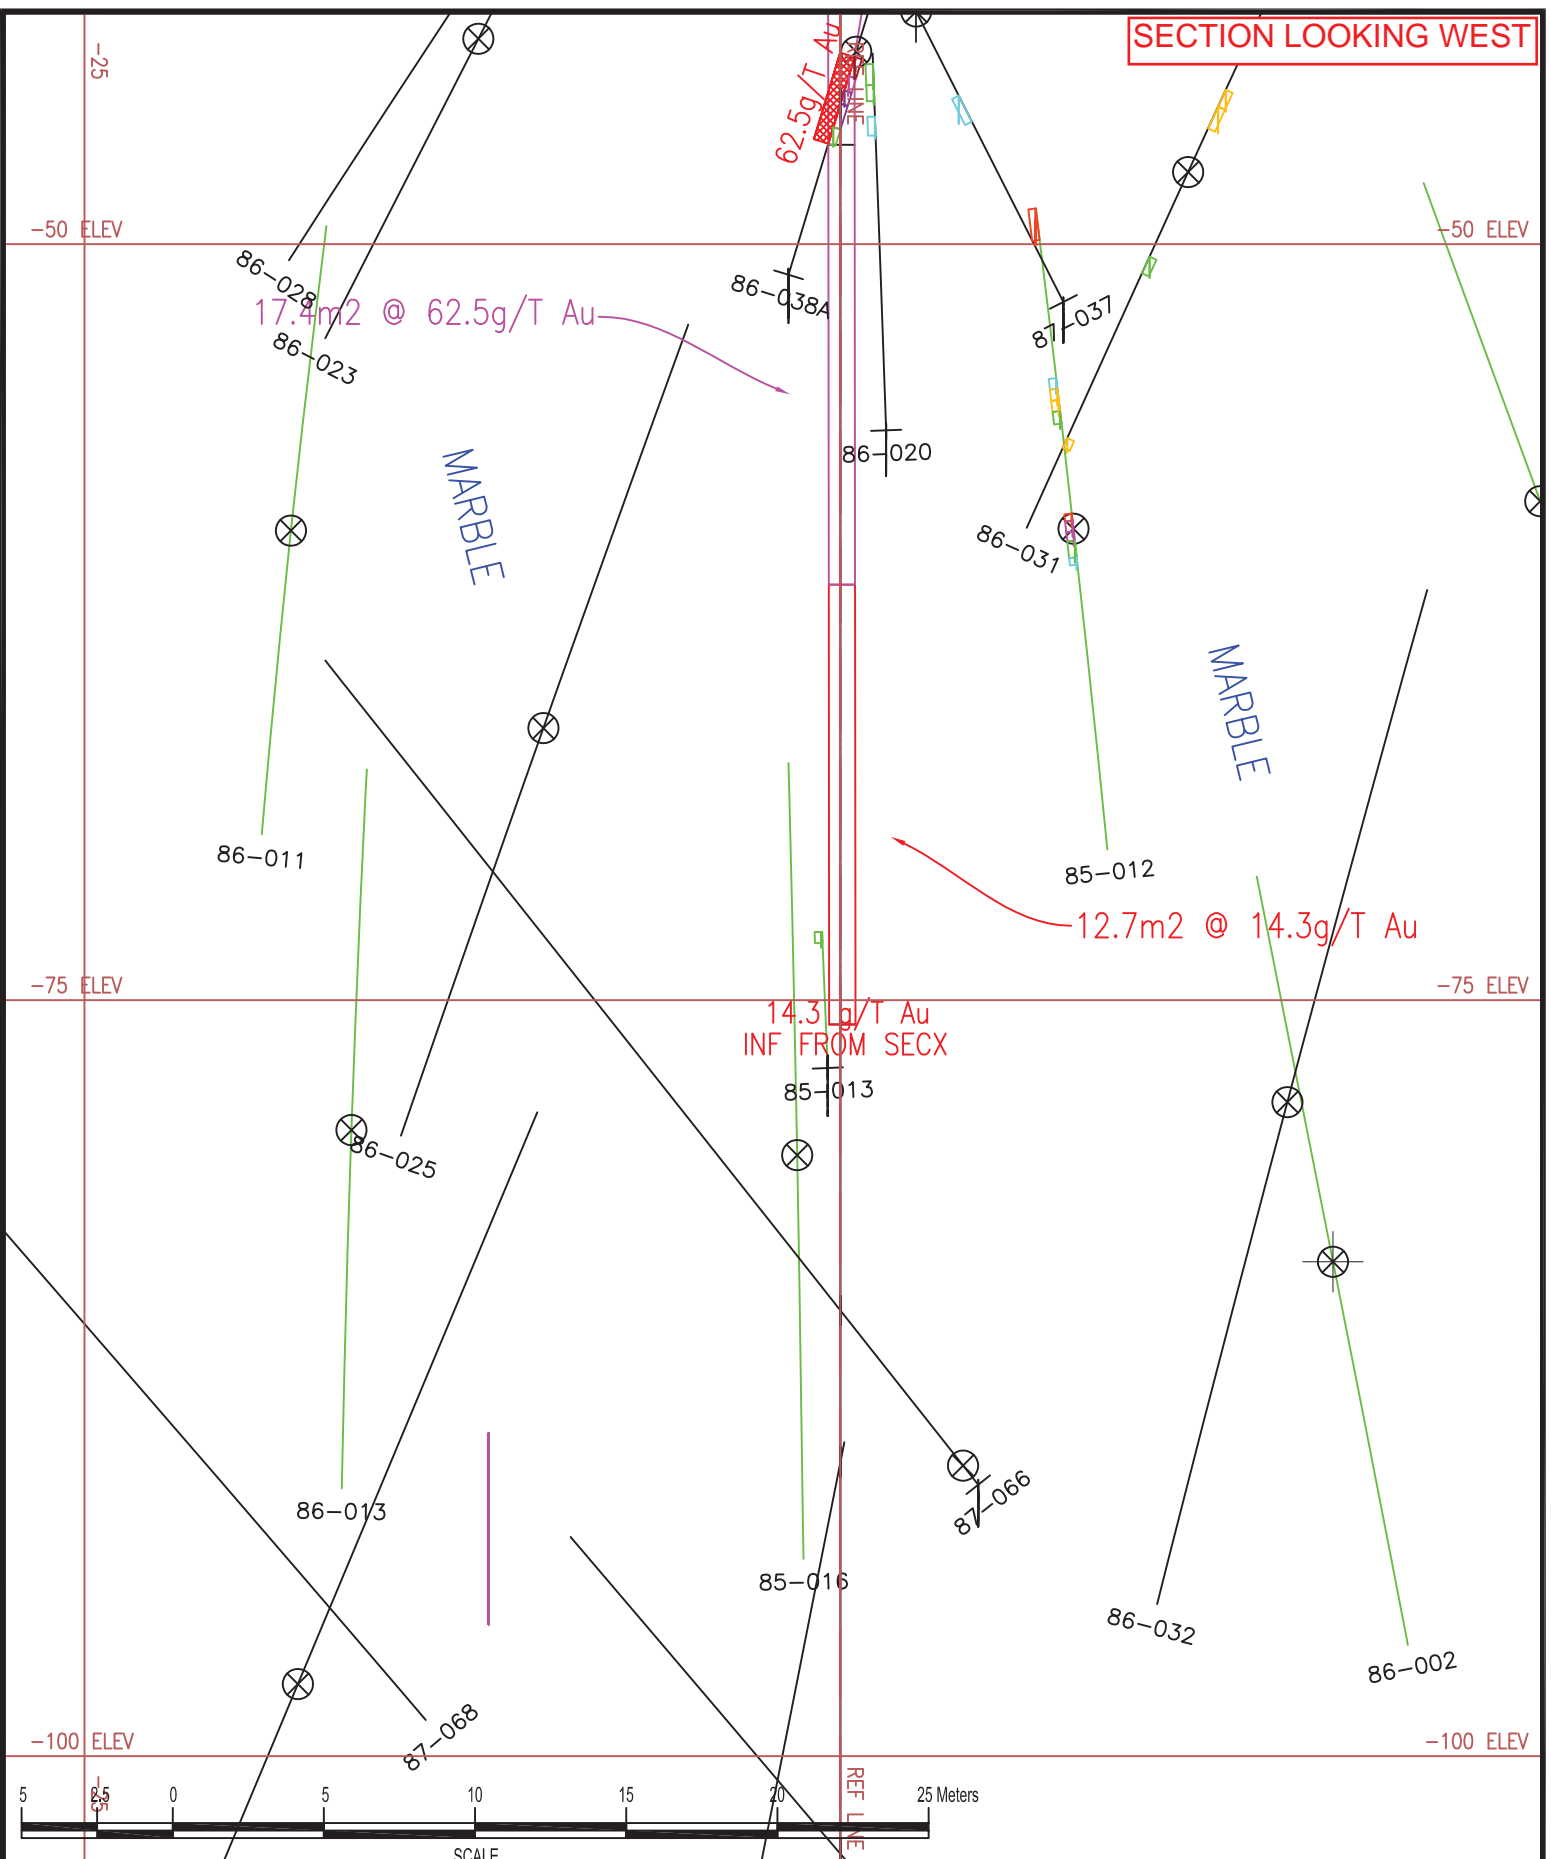 SECTION LOOKING WEST
-25
62.5g/T Au
REF LINE
-50 ELEV
-50 ELEV
86-028
17.4m2 @ 62.5g/T Au
86-023
86-038A
87-037
86-020
MARBLE
86-031
MARBLE
86-011
85-012
12.7m2 @ 14.3g/T Au
-75 ELEV
-75 ELEV
14.3 g/T Au
INF FROM SECX
85-013
86-025
86-013
87-066
85-016
86-032
86-002
87-068
-100 ELEV
-100 ELEV
-25
REF LINE
5 2.5 0 5 10 15 20 25 Meters
SCALE